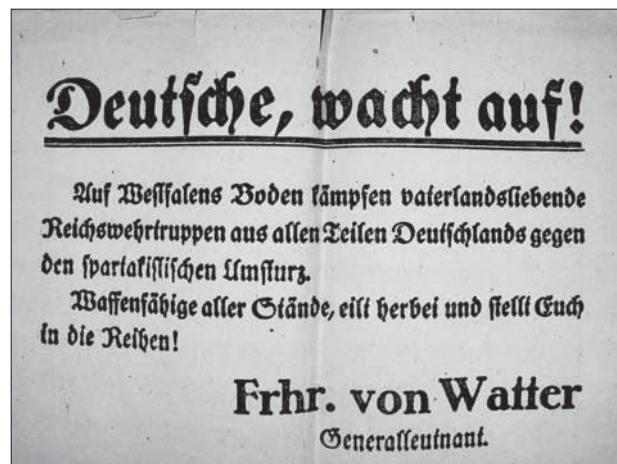 Deutsche, wacht auf!
Auf Westfalens Boden kämpfen vaterlandsliebende
Reichswehrtruppen aus allen Teilen Deutschlands gegen
den spartakistischen Umsturz.
Waffenfähige aller Stände, eilt herbei und stellt Euch
in die Reihen!
Frhr. von Watter
Generalleutnant.